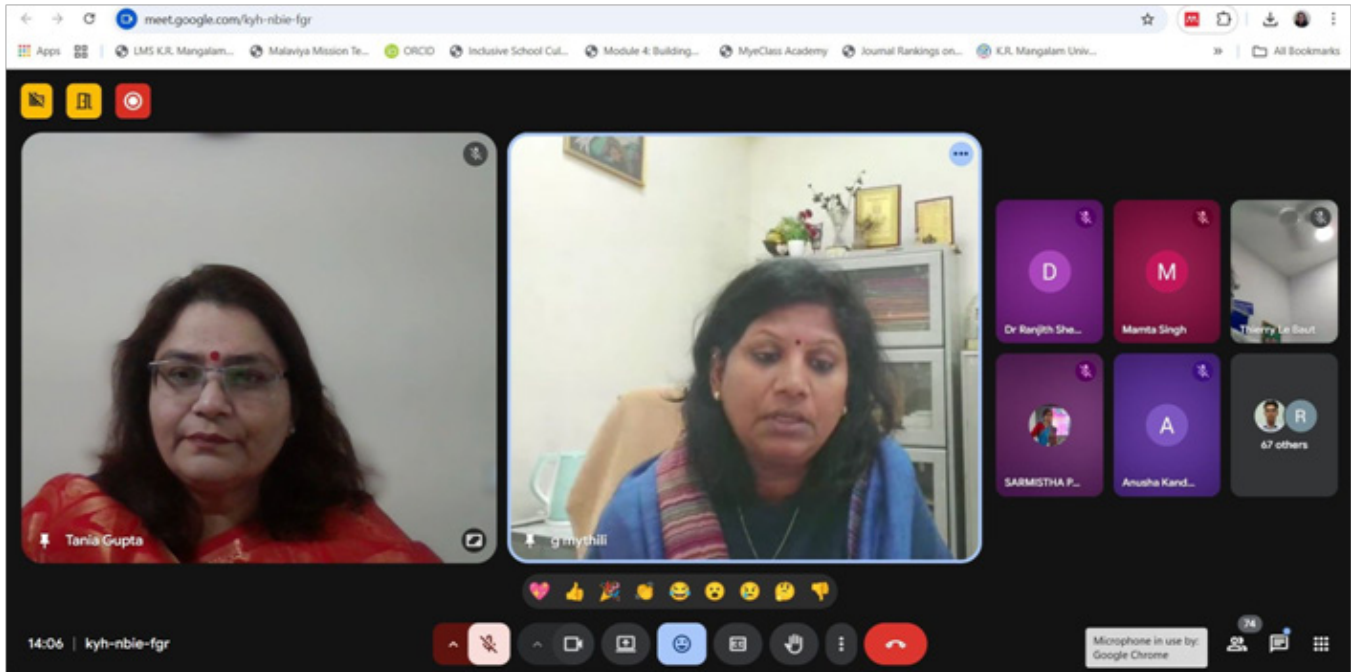 meet.google.com/kyh-nbie-fgr
Apps LMS K.R. Mangalam... Malaviya Mission Te... ORCID Inclusive School Cul... Module 4: Building... MyeClass Academy Journal Rankings on... K.R. Mangalam Univ... » All Bookmarks
D
Dr Ranjith She...
M
Mamta Singh
Thierry Le Baut
SARMISTHA P...
A
Anusha Kand...
R
67 others
Tania Gupta
g mythili
14:06 | kyh-nbie-fgr
Microphone in use by:
Google Chrome
74